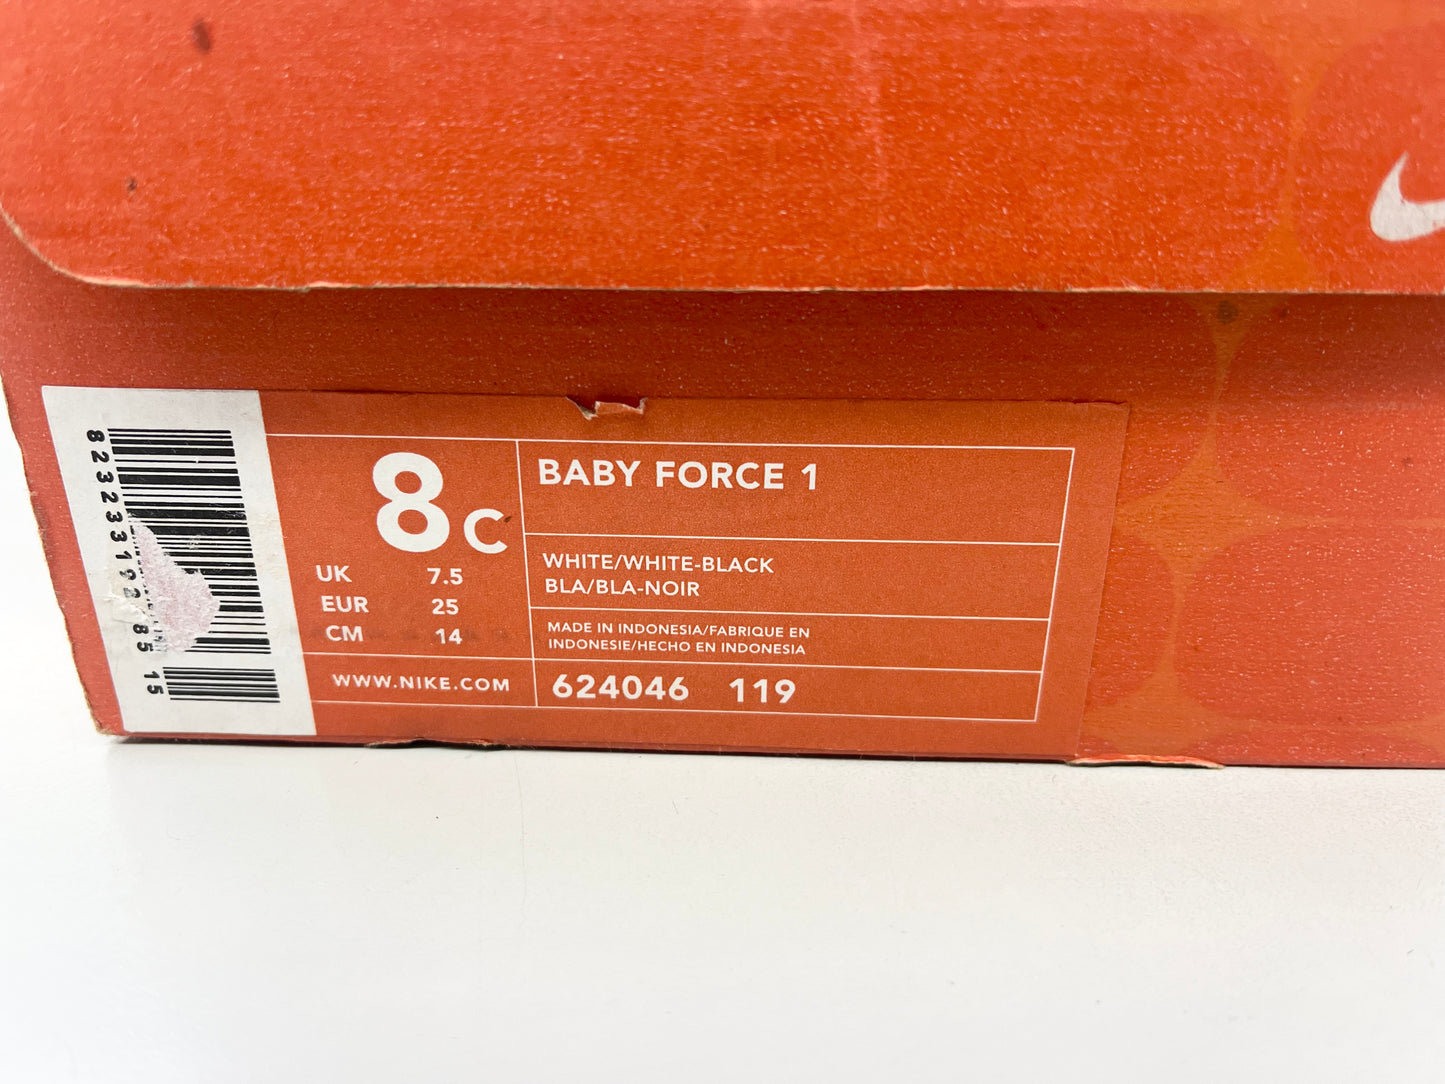 8C
UK 7.5
EUR 25
CM 14
WWW.NIKE.COM
BABY FORCE 1
WHITE/WHITE-BLACK
BLA/BLA-NOIR
MADE IN INDONESIA/FABRIQUE EN
INDONESIE/HECHO EN INDONESIA
624046 119